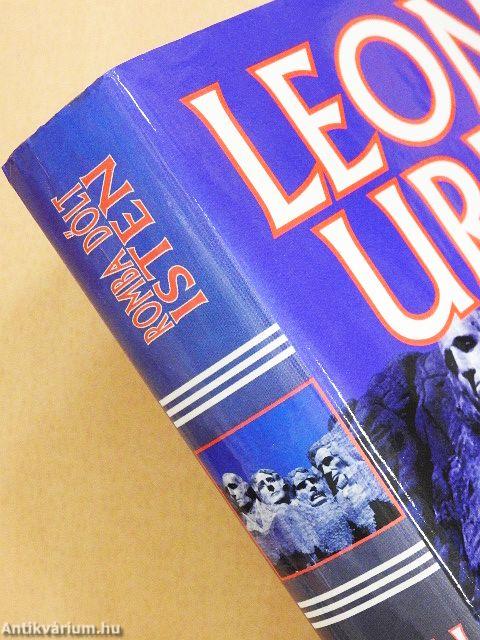 LEON
UR
ROMBA DŐLT
ISTEN
Antikvárium.hu